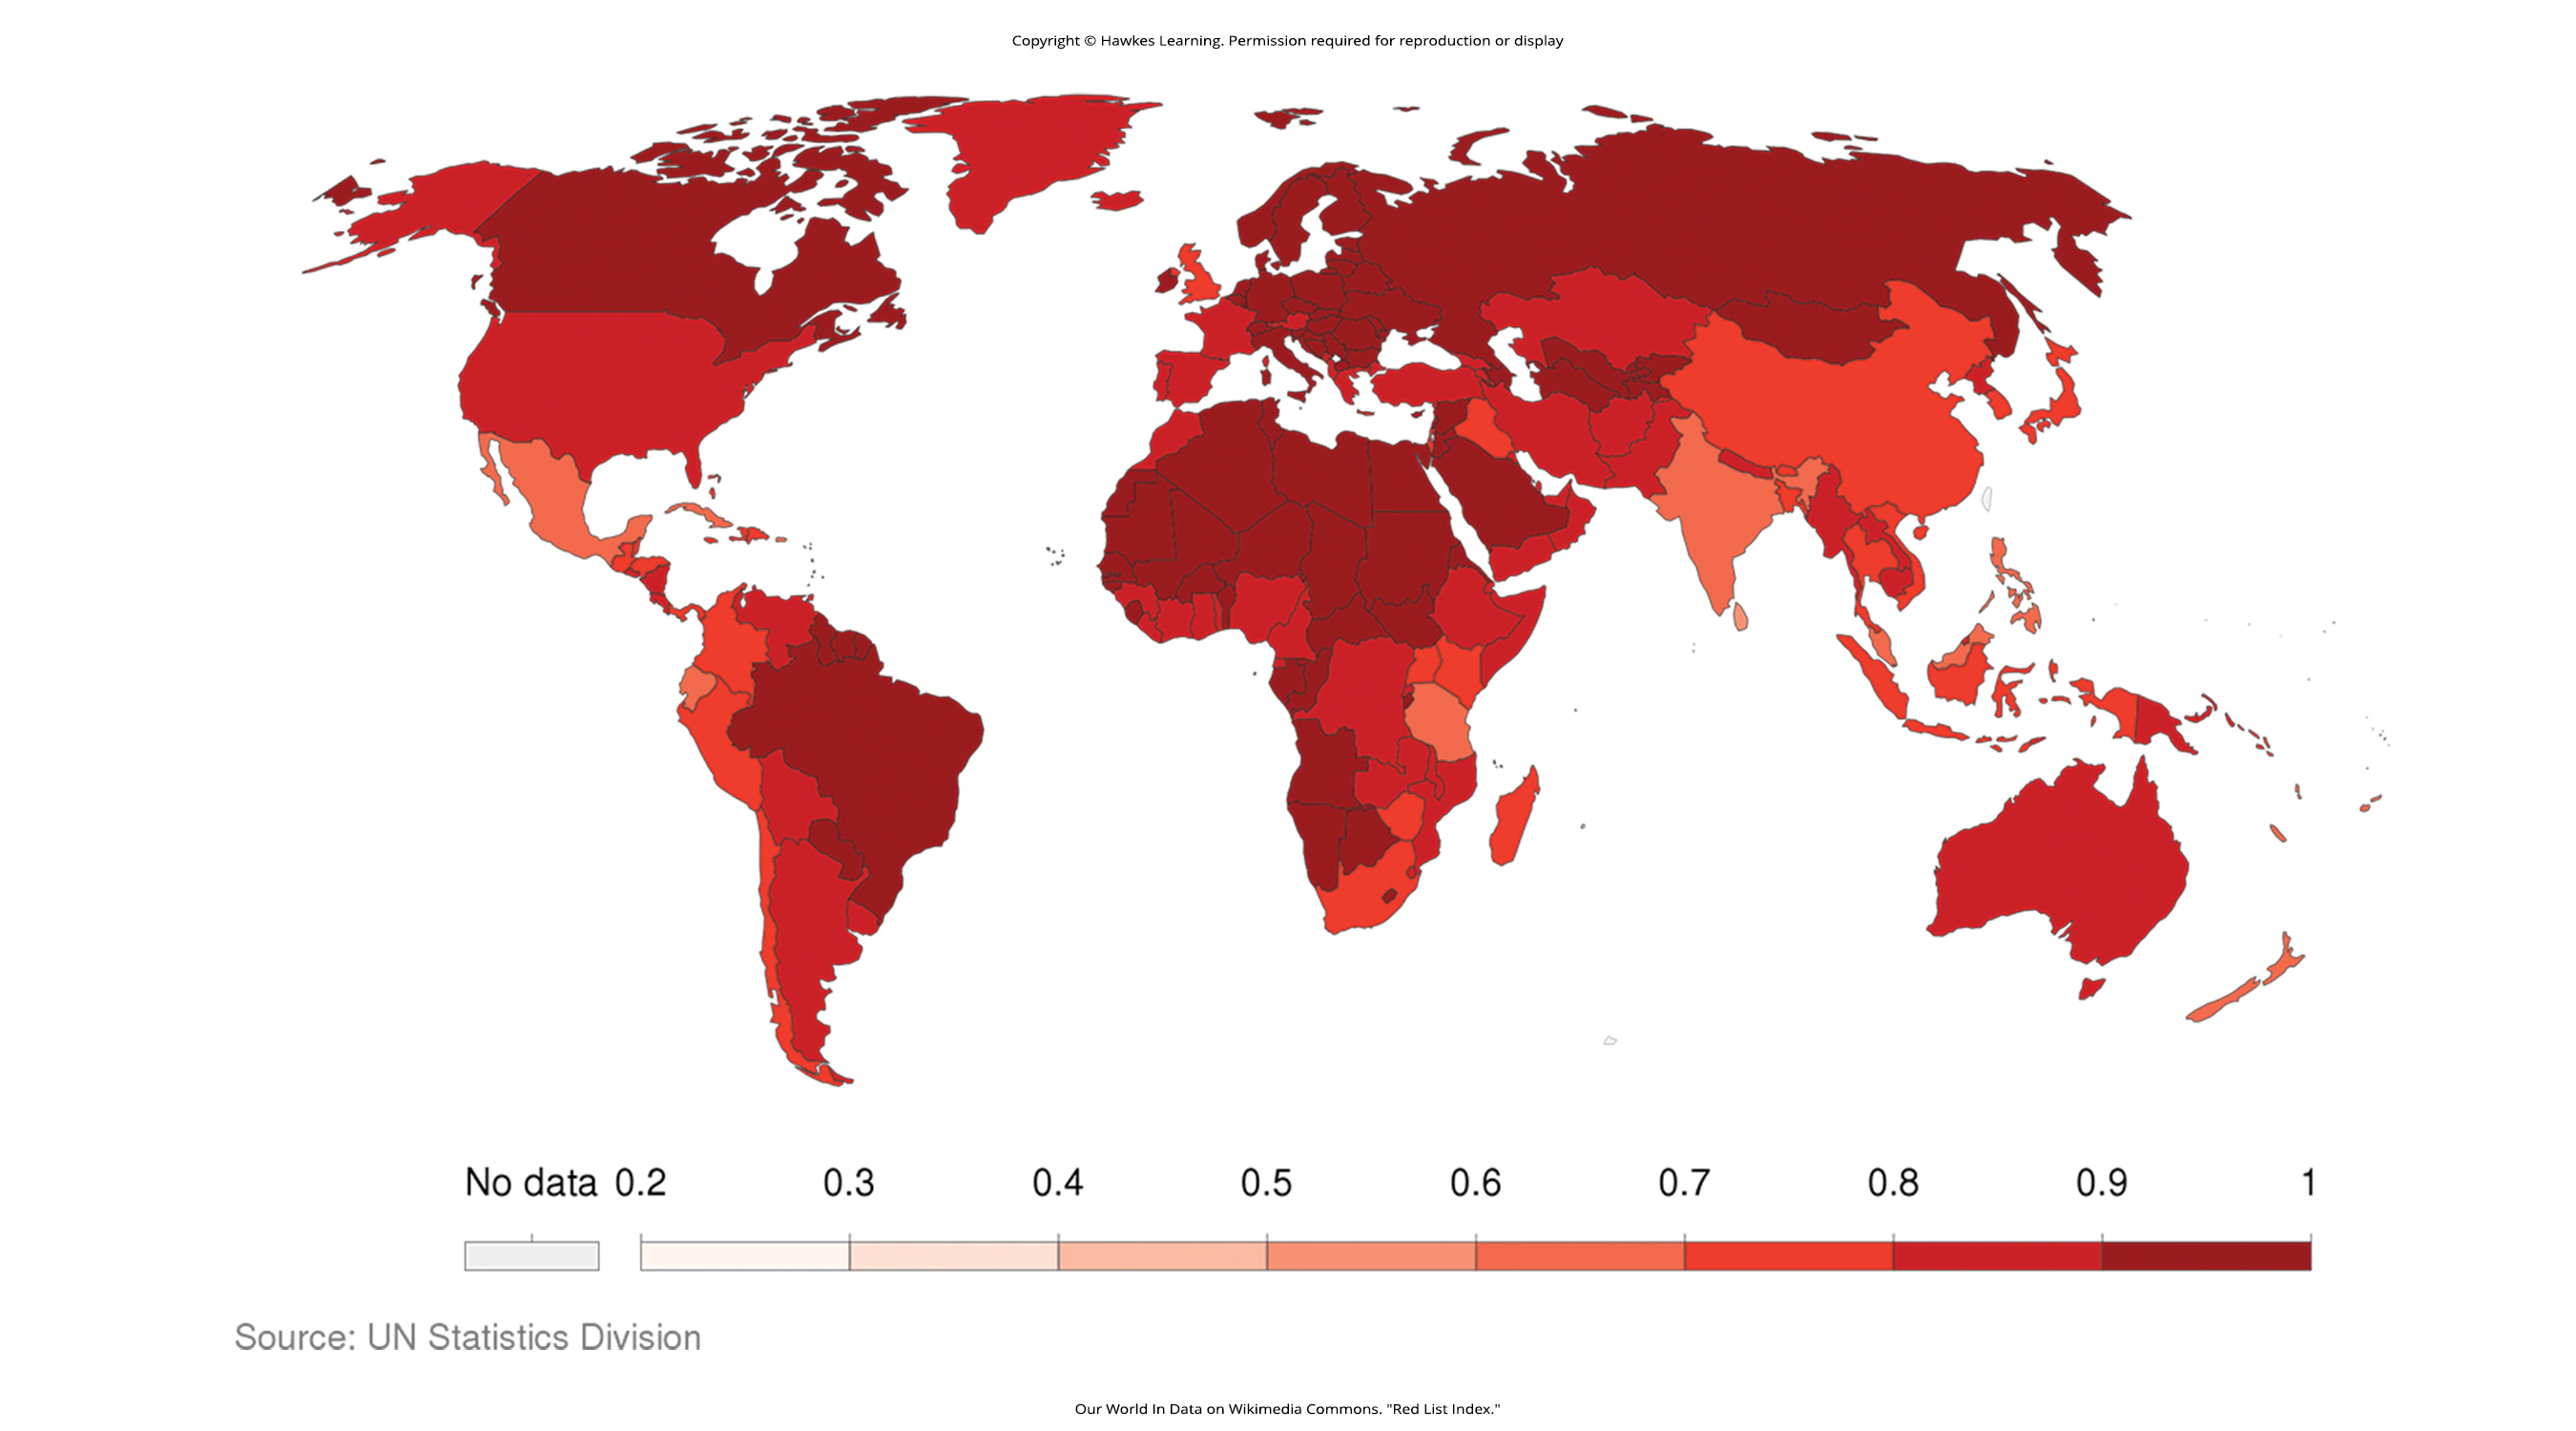 Copyright © Hawkes Learning. Permission required for reproduction or display
No data 0.2 0.3 0.4 0.5 0.6 0.7 0.8 0.9 1
Source: UN Statistics Division
Our World In Data on Wikimedia Commons. "Red List Index."